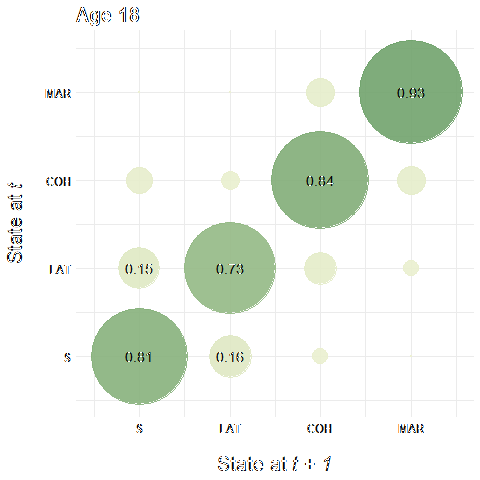 Age 18
MAR
0.93
COH
0.84
State at t
LAT
0.15
0.73
S
0.81
0.16
S
LAT
COH
MAR
State at t + 1